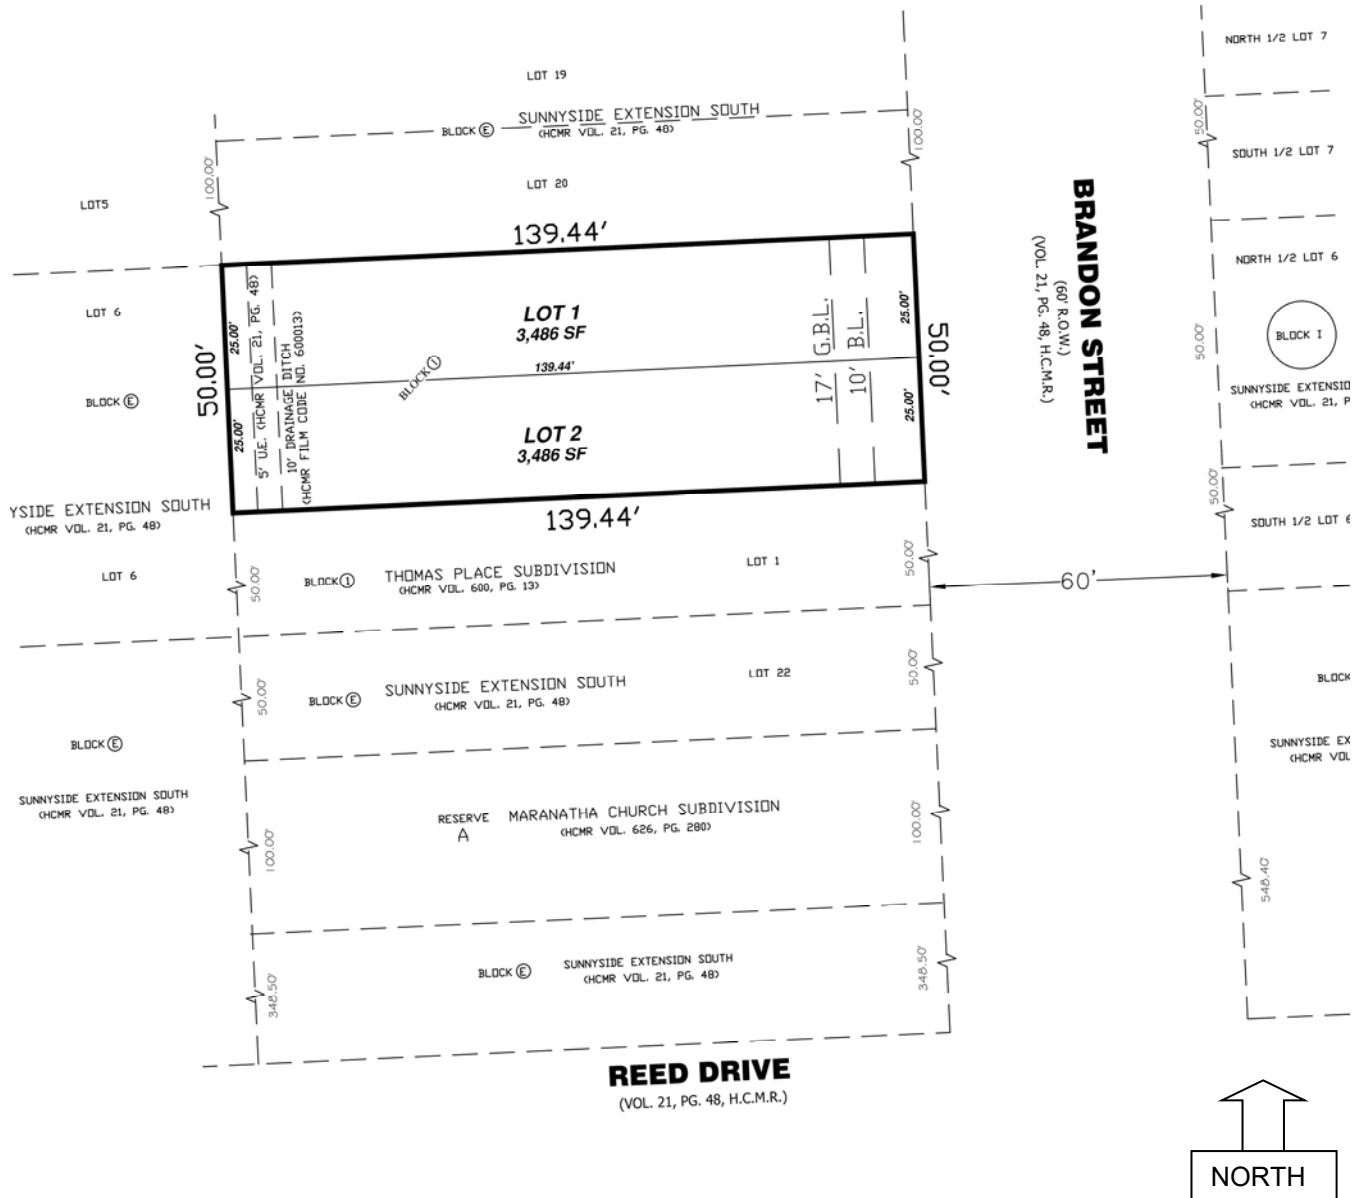 LOT 19
SUNNYSIDE EXTENSION SOUTH
BLOCK E
(HCMR VOL. 21, PG. 48)
LOT 20
100.00'
100.00'
LOT5
139.44'
LOT 6
BLOCK E
50.00'
25.00'
25.00'
5' U.E. (HCMR VOL. 21, PG. 48)
10' DRAINAGE DITCH
(HCMR FILM CODE NO. 600013)
LOT 1
3,486 SF
BLOCK 1
139.44'
LOT 2
3,486 SF
17' G.B.L.
10' B.L.
25.00'
25.00'
50.00'
139.44'
BRANDON STREET
(60' R.O.W.)
(VOL. 21, PG. 48, H.C.M.R.)
NORTH 1/2 LOT 7
50.00'
SOUTH 1/2 LOT 7
NORTH 1/2 LOT 6
BLOCK I
50.00'
SUNNYSIDE EXTENSIO
(HCMR VOL. 21, P
50.00'
SOUTH 1/2 LOT 6
YSIDE EXTENSION SOUTH
(HCMR VOL. 21, PG. 48)
LOT 6
50.00'
BLOCK 1
THOMAS PLACE SUBDIVISION
(HCMR VOL. 600, PG. 13)
LOT 1
50.00'
60'
50.00'
BLOCK E
SUNNYSIDE EXTENSION SOUTH
(HCMR VOL. 21, PG. 48)
LOT 22
50.00'
BLOCK
SUNNYSIDE EX
(HCMR VOL
BLOCK E
SUNNYSIDE EXTENSION SOUTH
(HCMR VOL. 21, PG. 48)
100.00'
RESERVE
A
MARANATHA CHURCH SUBDIVISION
(HCMR VOL. 626, PG. 280)
100.00'
548.40'
348.50'
BLOCK E
SUNNYSIDE EXTENSION SOUTH
(HCMR VOL. 21, PG. 48)
348.50'
REED DRIVE
(VOL. 21, PG. 48, H.C.M.R.)
NORTH